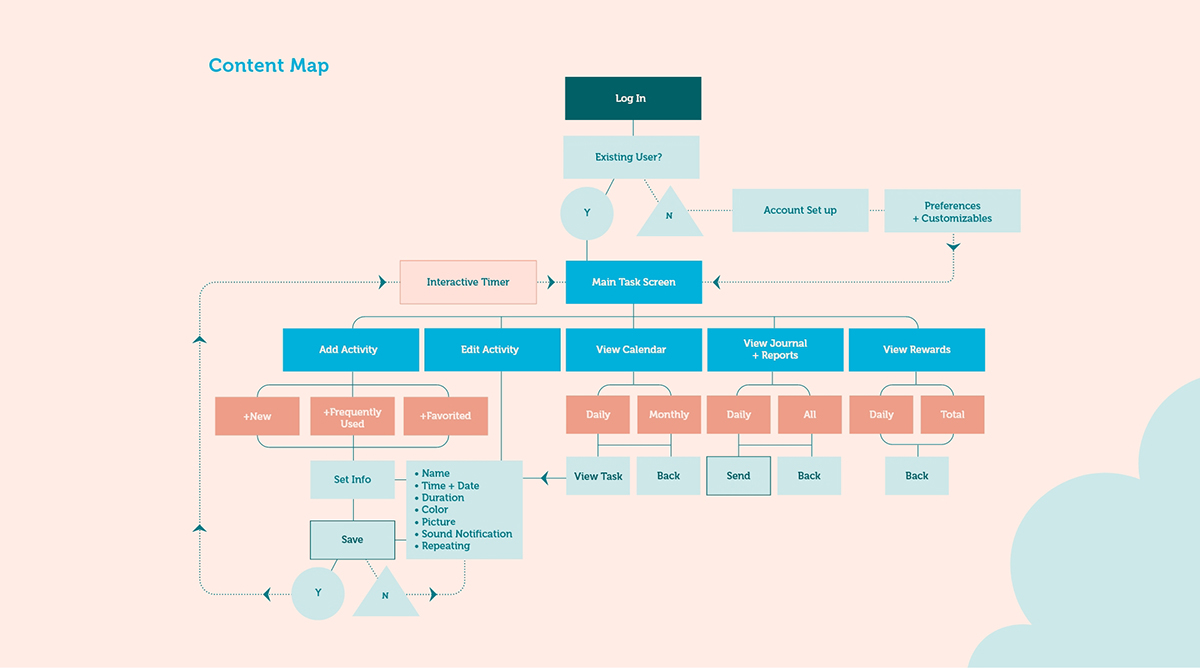 Content Map
Log In
Existing User?
Y
N
Account Set up
Preferences
+ Customizables
Interactive Timer
Main Task Screen
Add Activity
Edit Activity
View Calendar
View Journal
+ Reports
View Rewards
+New
+Frequently
Used
+Favorited
Daily
Monthly
Daily
All
Daily
Total
Set Info
• Name
• Time + Date
• Duration
• Color
• Picture
• Sound Notification
• Repeating
View Task
Back
Send
Back
Back
Save
Y
N